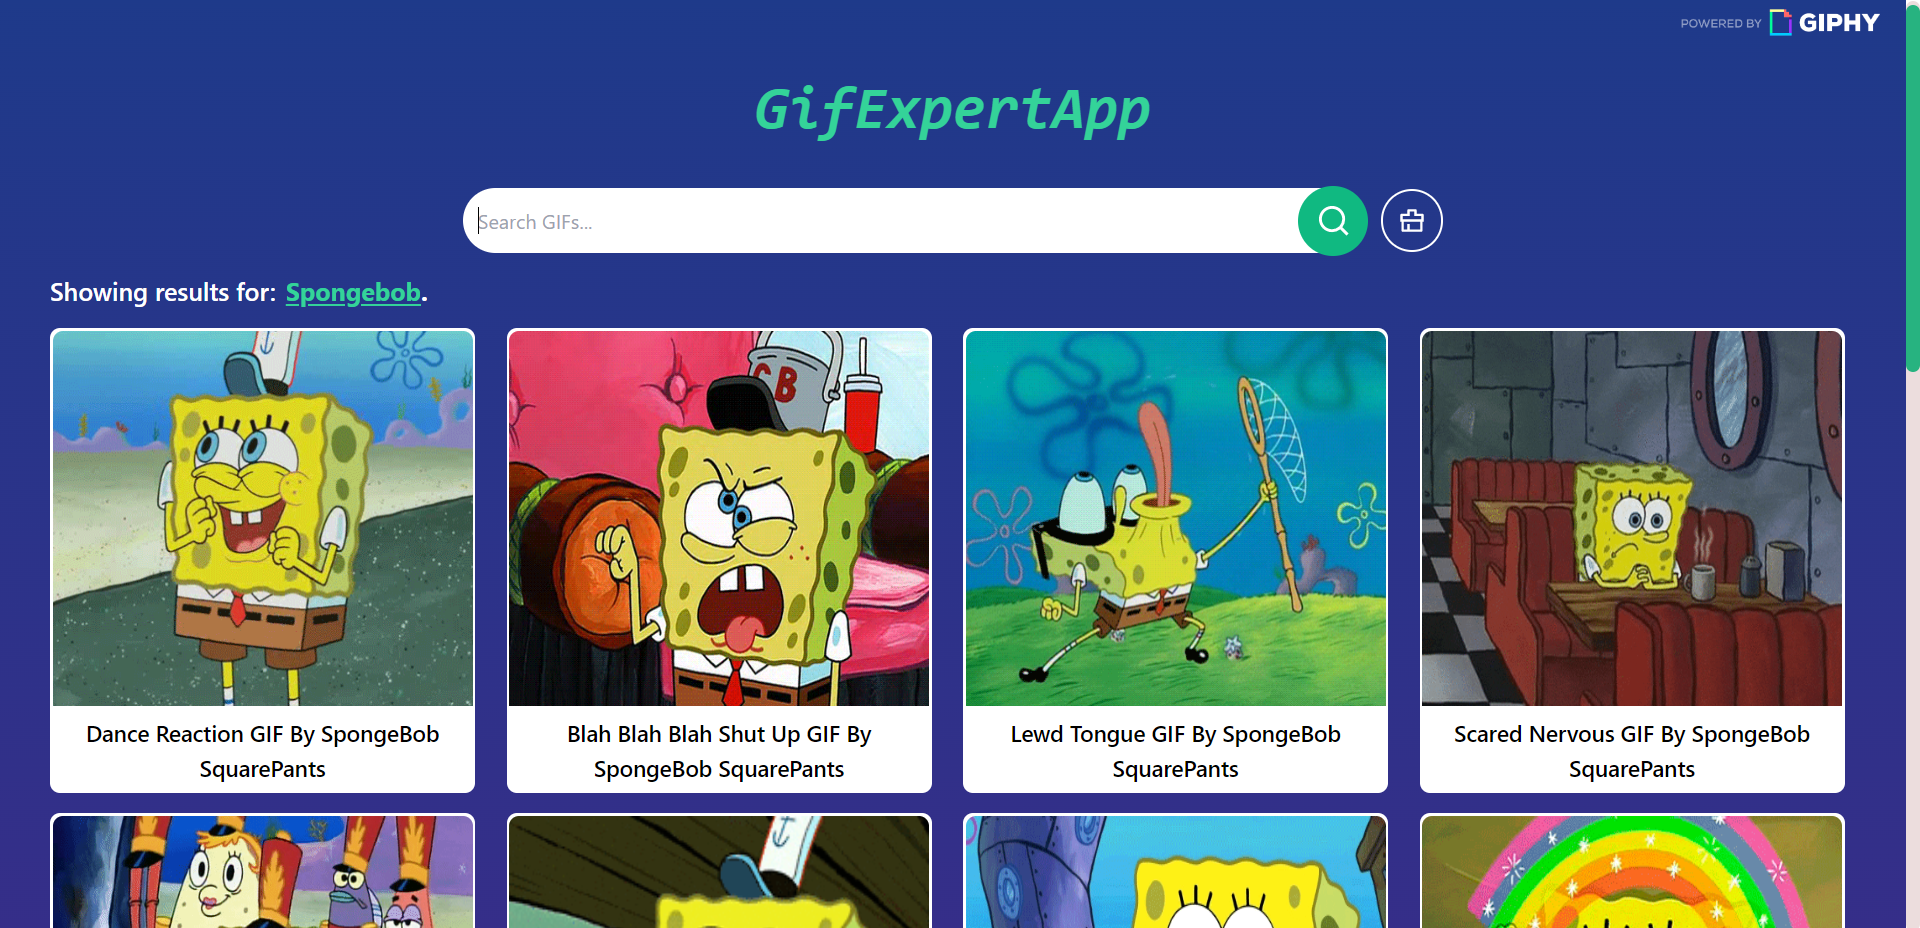 POWERED BY GIPHY
GifExpertApp
Search GIFs...
Showing results for: Spongebob.
CB
Dance Reaction GIF By SpongeBob
SquarePants
Blah Blah Blah Shut Up GIF By
SpongeBob SquarePants
Lewd Tongue GIF By SpongeBob
SquarePants
Scared Nervous GIF By SpongeBob
SquarePants